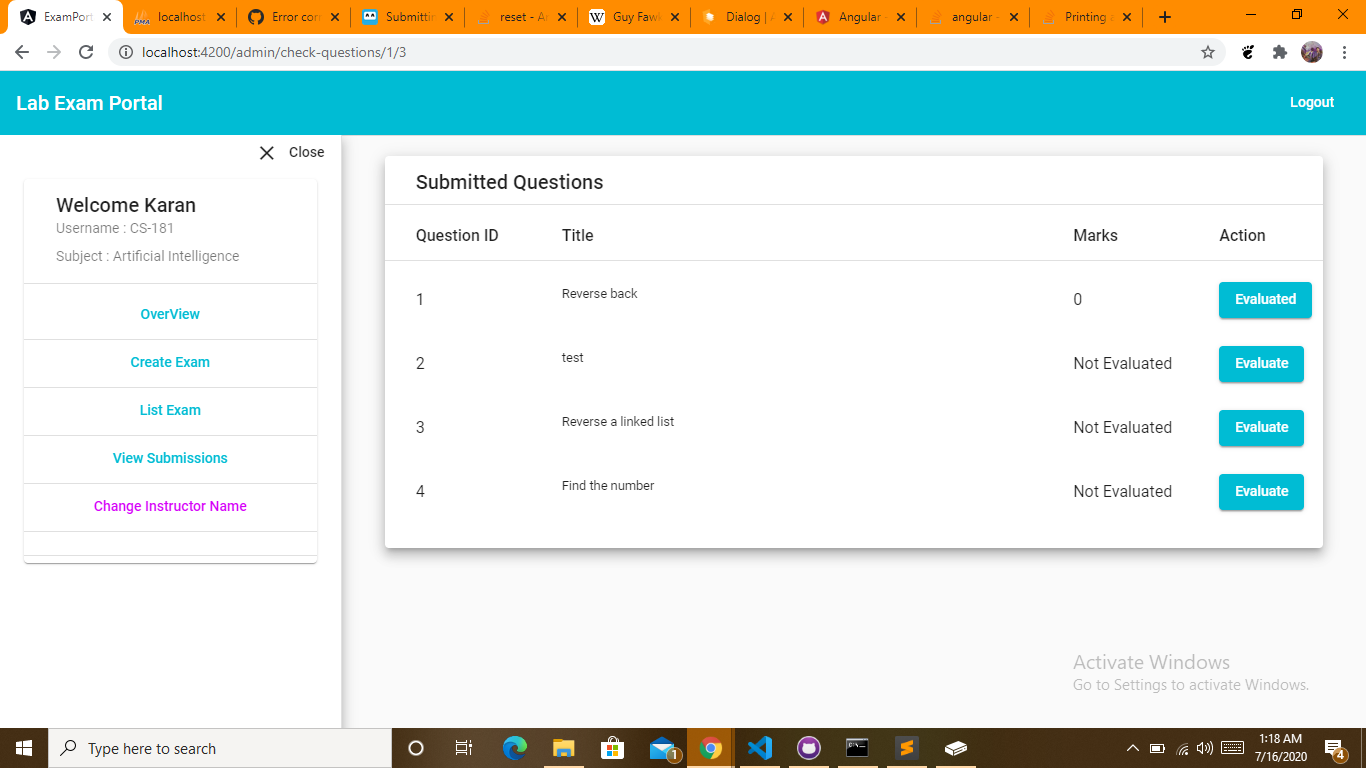 ExamPort
localhost
Error con
Submittin
reset - A
Guy Fawk
Dialog | A
Angular -
angular -
Printing a
localhost:4200/admin/check-questions/1/3
Lab Exam Portal
Logout
Close
Welcome Karan
Username : CS-181
Subject : Artificial Intelligence
OverView
Create Exam
List Exam
View Submissions
Change Instructor Name
Submitted Questions
Question ID Title Marks Action
1 Reverse back 0 Evaluated
2 test Not Evaluated Evaluate
3 Reverse a linked list Not Evaluated Evaluate
4 Find the number Not Evaluated Evaluate
Activate Windows
Go to Settings to activate Windows.
Type here to search
1
1:18 AM
7/16/2020
4